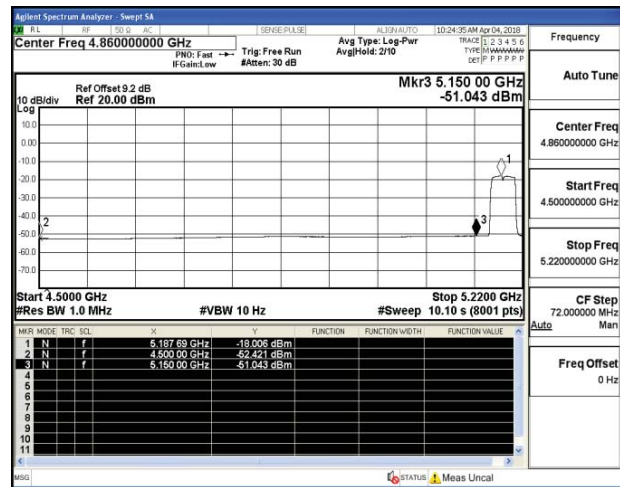 Agilent Spectrum Analyzer - Swept SA
RL RF 50 Ω AC SENSE:PULSE ALIGNAUTO 10:24:35 AM Apr 04, 2018
Center Freq 4.860000000 GHz
PNO: Fast
IFGain:Low
Trig: Free Run
#Atten: 30 dB
Avg Type: Log-Pwr
Avg|Hold: 2/10
TRACE 1 2 3 4 5 6
TYPE MWWWWW
DET P P P P P P
Ref Offset 9.2 dB
10 dB/div Ref 20.00 dBm
Log
Mkr3 5.150 00 GHz
-51.043 dBm
10.0
0.00
-10.0
-20.0
-30.0
-40.0
-50.0
-60.0
-70.0
1
2
3
Start 4.5000 GHz Stop 5.2200 GHz
#Res BW 1.0 MHz #VBW 10 Hz #Sweep 10.10 s (8001 pts)
MKR MODE TRC SCL X Y FUNCTION FUNCTION WIDTH FUNCTION VALUE
1 N f 5.187 69 GHz -18.006 dBm
2 N f 4.500 00 GHz -52.421 dBm
3 N f 5.150 00 GHz -51.043 dBm
4
5
6
7
8
9
10
11
MSG STATUS Meas Uncal
Frequency
Auto Tune
Center Freq
4.860000000 GHz
Start Freq
4.500000000 GHz
Stop Freq
5.220000000 GHz
CF Step
72.000000 MHz
Auto Man
Freq Offset
0 Hz